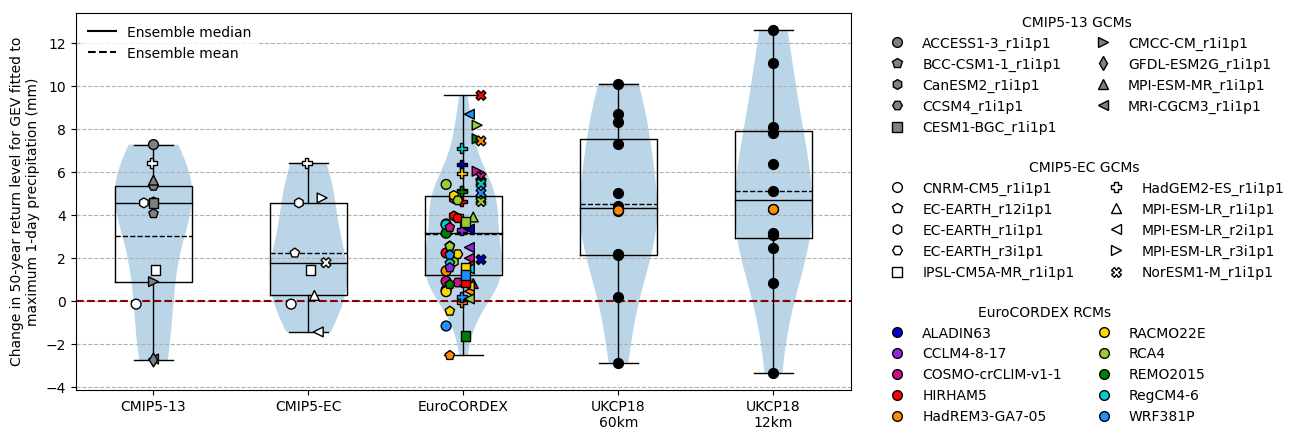 Change in 50-year return level for GEV fitted to
maximum 1-day precipitation (mm)
12
10
8
6
4
2
0
−2
−4
Ensemble median
Ensemble mean
CMIP5-13
CMIP5-EC
EuroCORDEX
UKCP18
60km
UKCP18
12km
CMIP5-13 GCMs
ACCESS1-3_r1i1p1
BCC-CSM1-1_r1i1p1
CanESM2_r1i1p1
CCSM4_r1i1p1
CESM1-BGC_r1i1p1
CMCC-CM_r1i1p1
GFDL-ESM2G_r1i1p1
MPI-ESM-MR_r1i1p1
MRI-CGCM3_r1i1p1
CMIP5-EC GCMs
CNRM-CM5_r1i1p1
EC-EARTH_r12i1p1
EC-EARTH_r1i1p1
EC-EARTH_r3i1p1
IPSL-CM5A-MR_r1i1p1
HadGEM2-ES_r1i1p1
MPI-ESM-LR_r1i1p1
MPI-ESM-LR_r2i1p1
MPI-ESM-LR_r3i1p1
NorESM1-M_r1i1p1
EuroCORDEX RCMs
ALADIN63
CCLM4-8-17
COSMO-crCLIM-v1-1
HIRHAM5
HadREM3-GA7-05
RACMO22E
RCA4
REMO2015
RegCM4-6
WRF381P